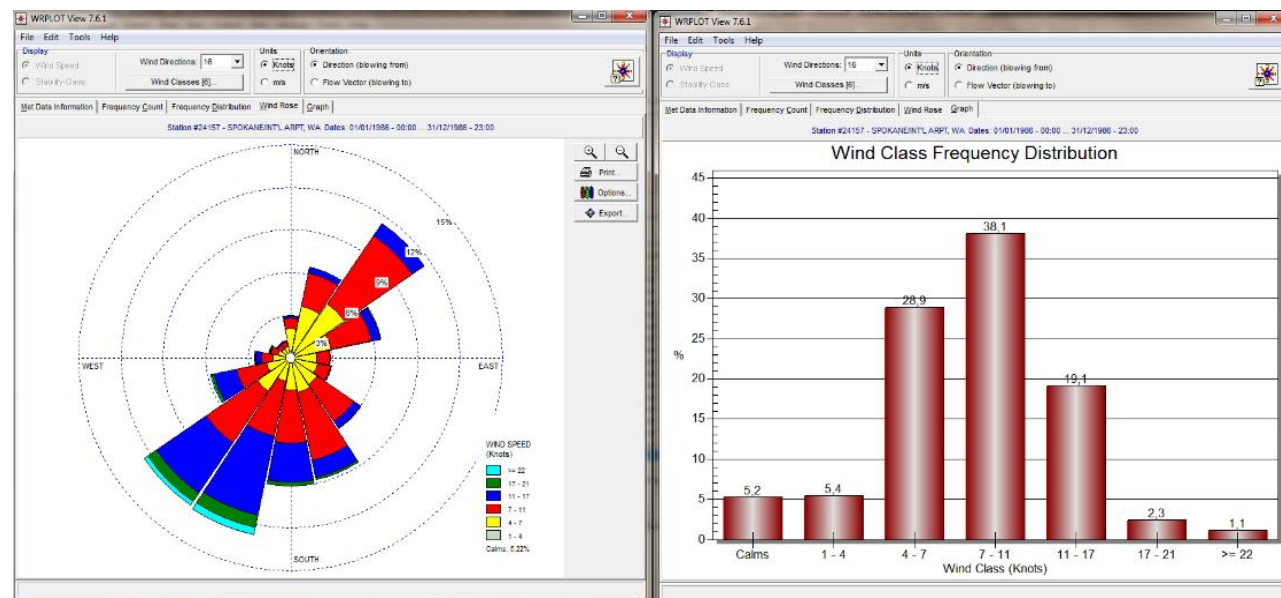 WRPLOT View 7.6.1
File Edit Tools Help
Display
Wind Speed
Stability Class
Wind Directions: 16
Wind Classes [6]...
Units
Knots
m/s
Orientation
Direction (blowing from)
Flow Vector (blowing to)
Met Data Information
Frequency Count
Frequency Distribution
Wind Rose
Graph
Station #24157 - SPOKANE/INT'L ARPT, WA Dates: 01/01/1986 - 00:00 ... 31/12/1986 - 23:00
Print...
Options...
Export...
NORTH
15%
12%
9%
6%
3%
WEST
EAST
SOUTH
WIND SPEED
(Knots)
>= 22
17 - 21
11 - 17
7 - 11
4 - 7
1 - 4
Calms: 5.22%
WRPLOT View 7.6.1
File Edit Tools Help
Display
Wind Speed
Stability Class
Wind Directions: 16
Wind Classes [6]...
Units
Knots
m/s
Orientation
Direction (blowing from)
Flow Vector (blowing to)
Met Data Information
Frequency Count
Frequency Distribution
Wind Rose
Graph
Station #24157 - SPOKANE/INT'L ARPT, WA Dates: 01/01/1986 - 00:00 ... 31/12/1986 - 23:00
Wind Class Frequency Distribution
45
40
35
30
25
%
20
15
10
5
0
5,2
5,4
28,9
38,1
19,1
2,3
1,1
Calms
1 - 4
4 - 7
7 - 11
11 - 17
17 - 21
>= 22
Wind Class (Knots)